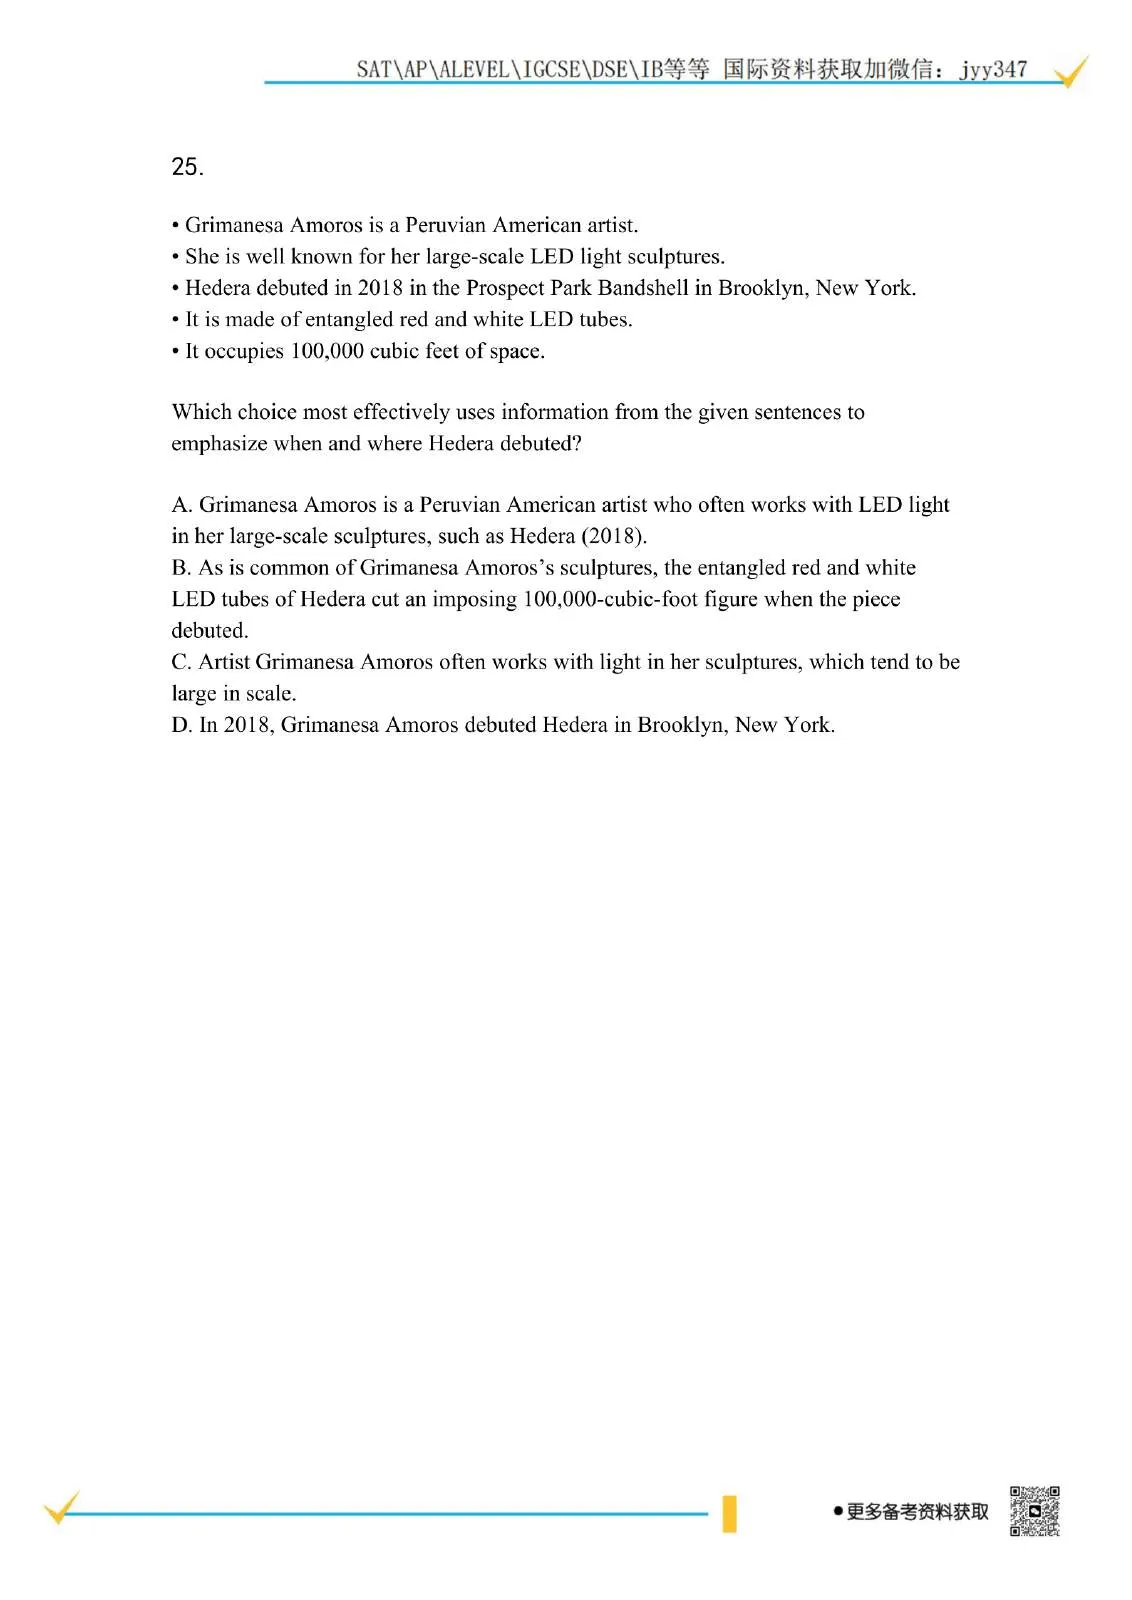 SAT\AP\ALEVEL\IGCSE\DSE\IB等等 国际资料获取加微信：jyy347
25.
• Grimanesa Amoros is a Peruvian American artist.
• She is well known for her large-scale LED light sculptures.
• Hedera debuted in 2018 in the Prospect Park Bandshell in Brooklyn, New York.
• It is made of entangled red and white LED tubes.
• It occupies 100,000 cubic feet of space.
Which choice most effectively uses information from the given sentences to
emphasize when and where Hedera debuted?
A. Grimanesa Amoros is a Peruvian American artist who often works with LED light
in her large-scale sculptures, such as Hedera (2018).
B. As is common of Grimanesa Amoros’s sculptures, the entangled red and white
LED tubes of Hedera cut an imposing 100,000-cubic-foot figure when the piece
debuted.
C. Artist Grimanesa Amoros often works with light in her sculptures, which tend to be
large in scale.
D. In 2018, Grimanesa Amoros debuted Hedera in Brooklyn, New York.
•更多备考资料获取